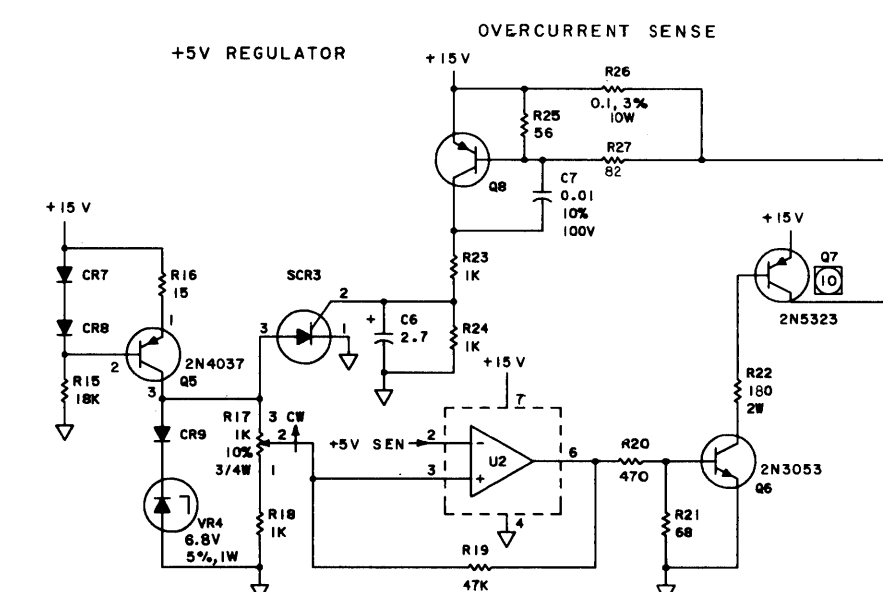 OVERCURRENT SENSE
+5V REGULATOR
+15V
R26
0.1, 3%
10W
R25
56
R27
82
Q8
C7
0.01
10%
100V
+15V
+15V
CR7
R16
15
SCR3
R23
1K
Q7
10
2N5323
CR8
1
2
3
1
+
C6
2.7
R24
1K
2
2N4037
Q5
R15
18K
3
+15V
7
R22
180
2W
R17
1K
10%
3/4W
3
CW
2
1
CR9
+5V SEN
2
-
3
+
U2
6
4
R20
470
2N3053
Q6
R21
68
VR4
6.8V
5%, 1W
R18
1K
R19
47K